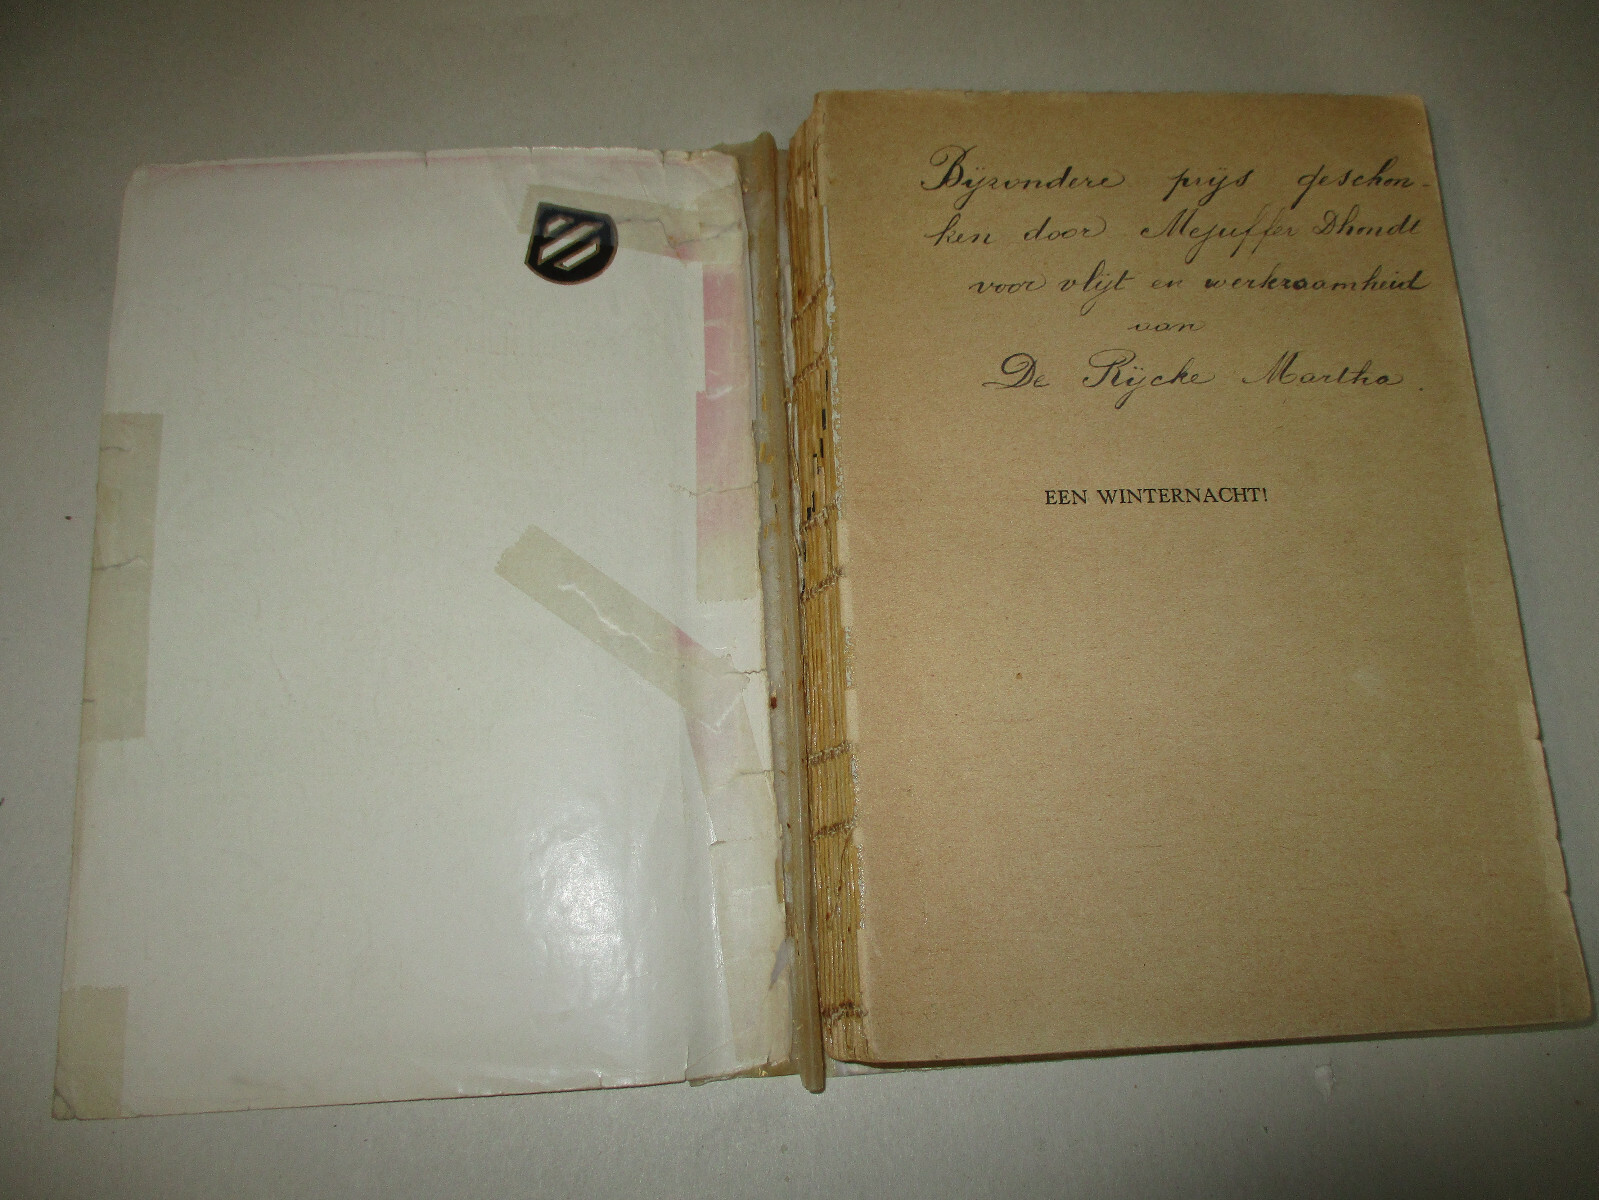 Bijzondere prijs geschon-
ken door Mejuffer Dhondt
voor vlijt en werkzaamheid
van
De Rijcke Martha.
EEN WINTERNACHT!